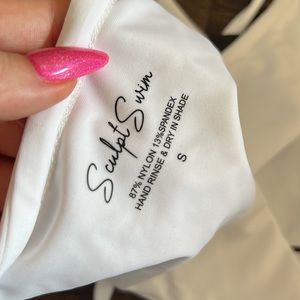 Sculpt Swim
87% NYLON 13%SPANDEX
HAND RINSE & DRY IN SHADE
S